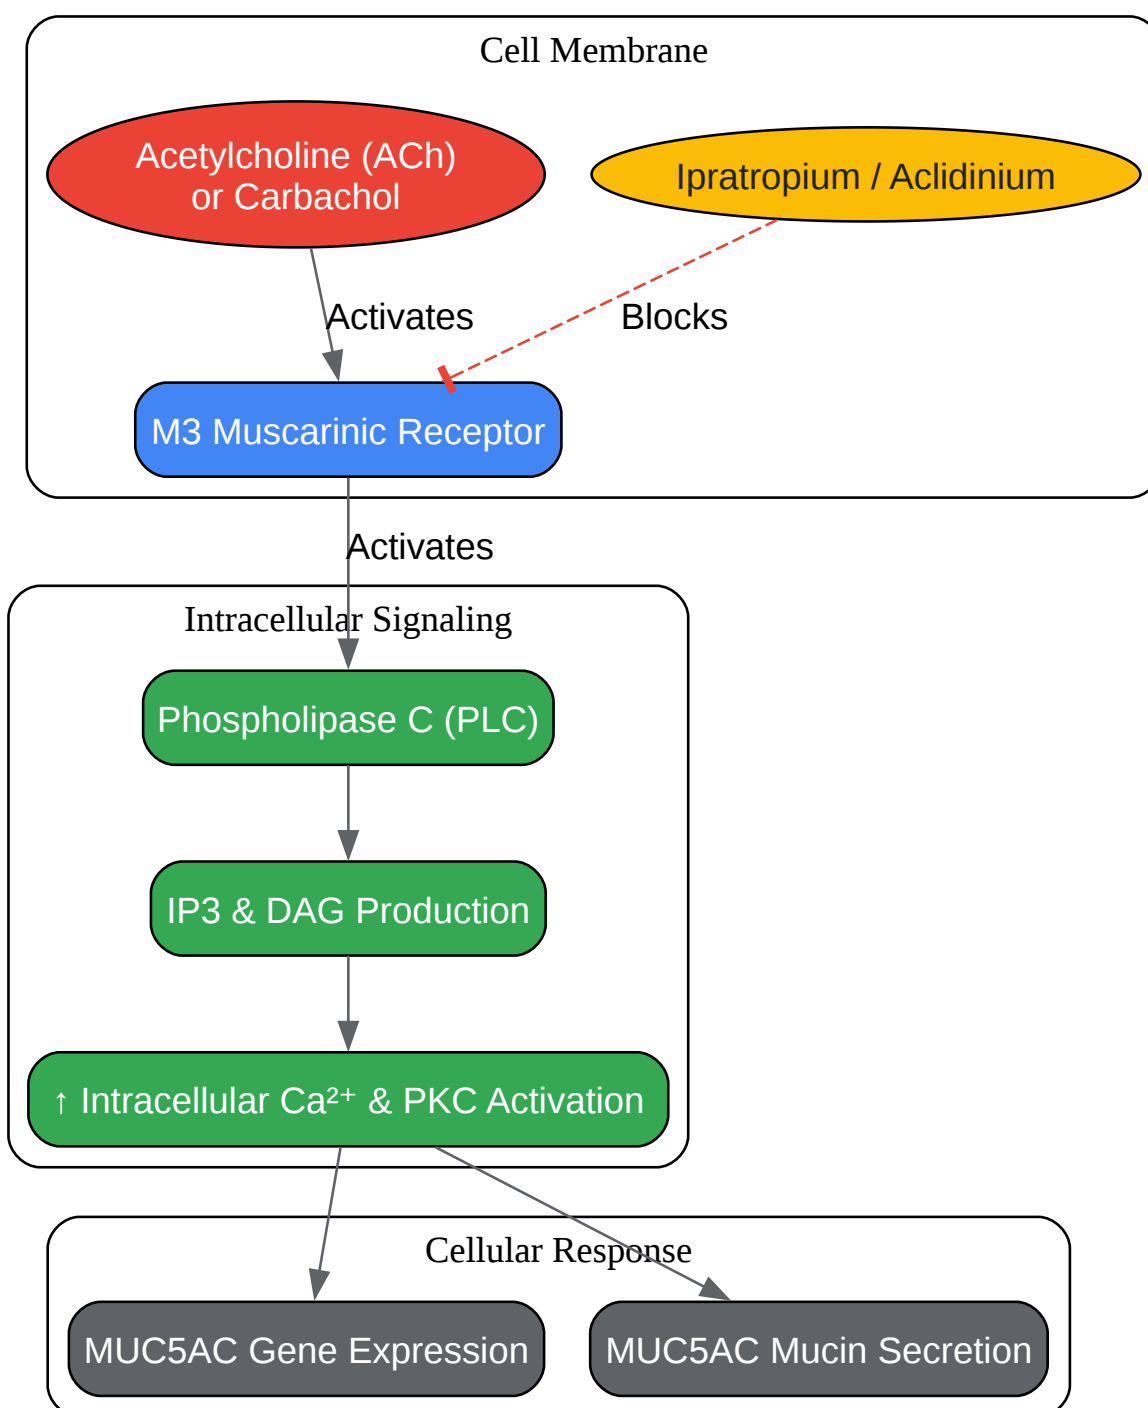 Cell Membrane
Acetylcholine (ACh)
or Carbachol
Ipratropium / Aclidinium
Activates
Blocks
M3 Muscarinic Receptor
Activates
Intracellular Signaling
Phospholipase C (PLC)
IP3 & DAG Production
↑ Intracellular Ca²⁺ & PKC Activation
Cellular Response
MUC5AC Gene Expression
MUC5AC Mucin Secretion